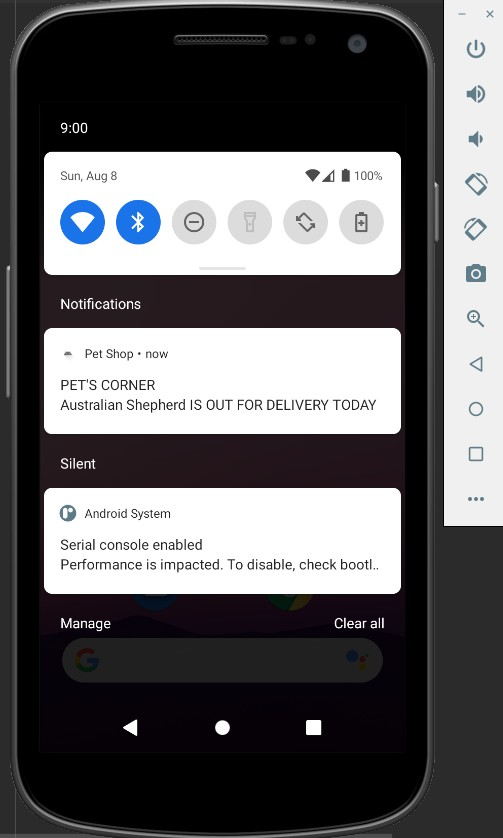 9:00
Sun, Aug 8 100%
Notifications
Pet Shop • now
PET'S CORNER
Australian Shepherd IS OUT FOR DELIVERY TODAY
Silent
Android System
Serial console enabled
Performance is impacted. To disable, check bootl..
Manage Clear all
G